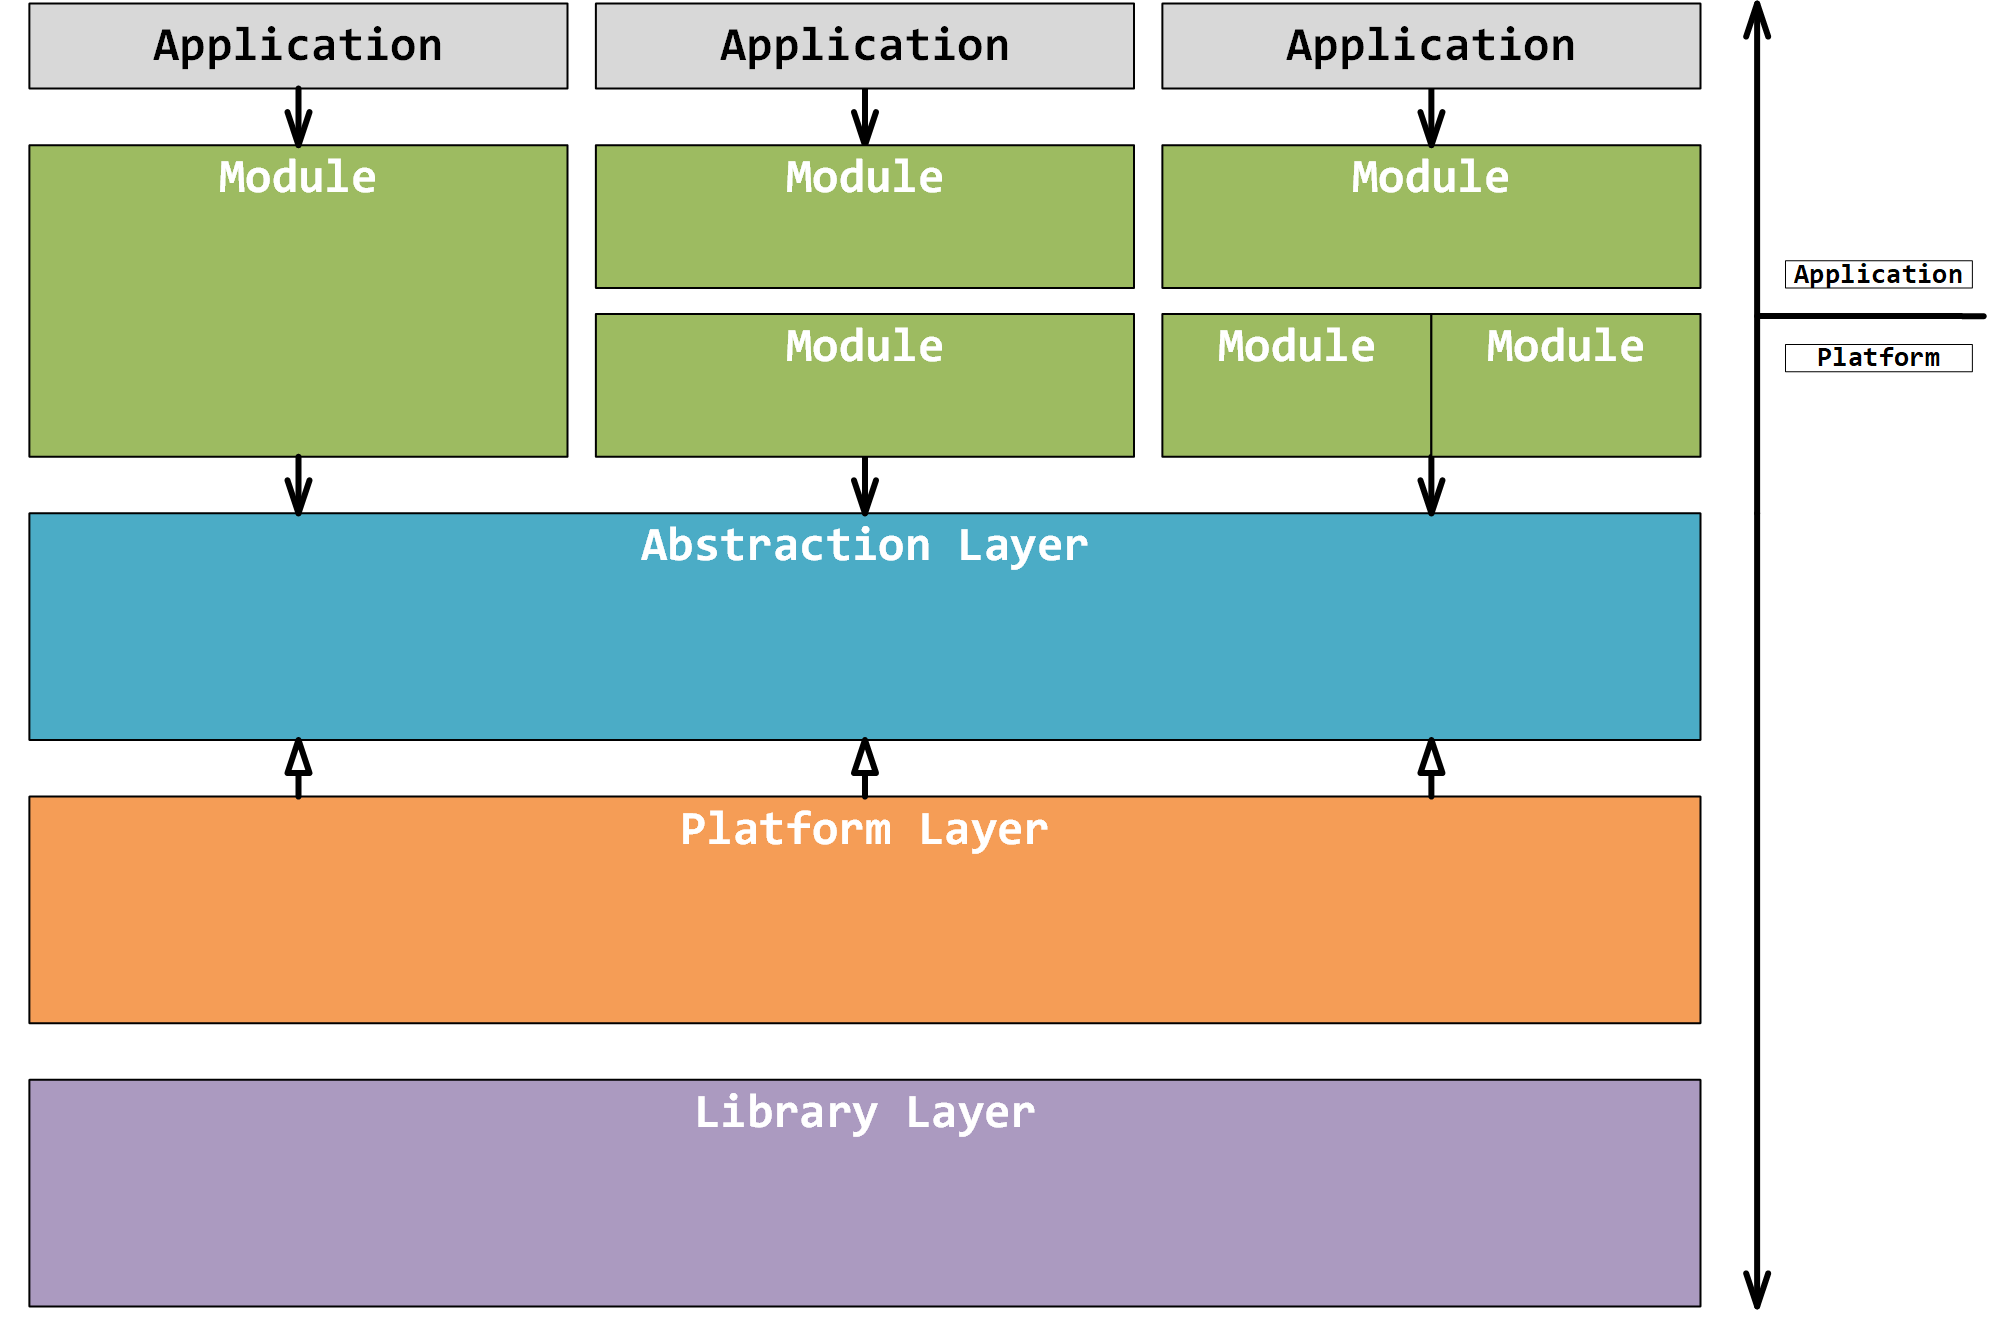 Application
Application
Application
Module
Module
Module
Application
Module
Module
Module
Platform
Abstraction Layer
Platform Layer
Library Layer